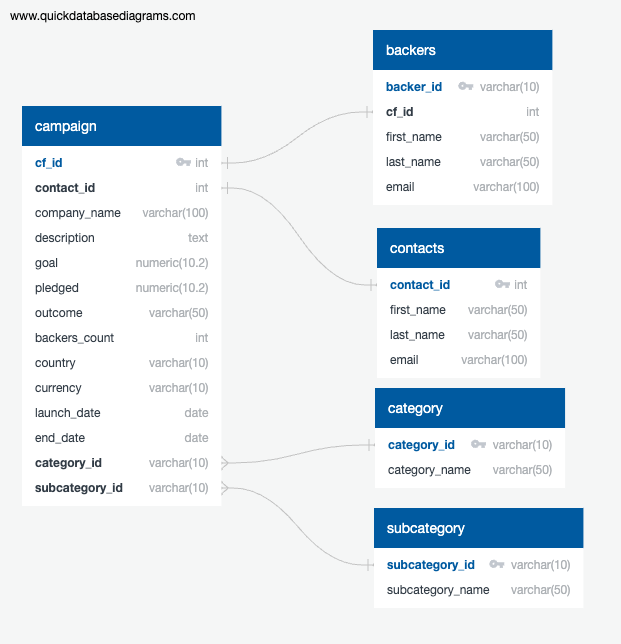 www.quickdatabasediagrams.com
campaign
cf_id int
contact_id int
company_name varchar(100)
description text
goal numeric(10.2)
pledged numeric(10.2)
outcome varchar(50)
backers_count int
country varchar(10)
currency varchar(10)
launch_date date
end_date date
category_id varchar(10)
subcategory_id varchar(10)
backers
backer_id varchar(10)
cf_id int
first_name varchar(50)
last_name varchar(50)
email varchar(100)
contacts
contact_id int
first_name varchar(50)
last_name varchar(50)
email varchar(100)
category
category_id varchar(10)
category_name varchar(50)
subcategory
subcategory_id varchar(10)
subcategory_name varchar(50)